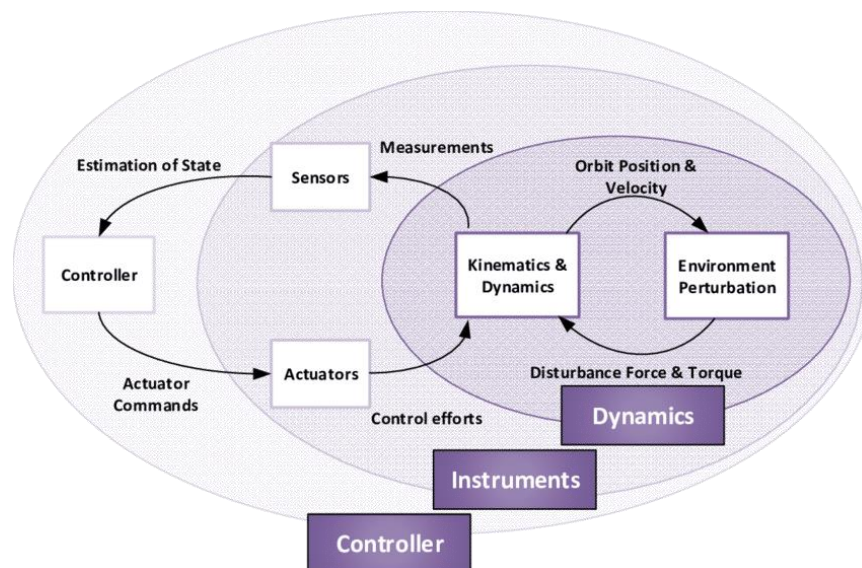 Measurements
Estimation of State
Sensors
Orbit Position &
Velocity
Controller
Kinematics &
Dynamics
Environment
Perturbation
Actuators
Actuator
Commands
Disturbance Force & Torque
Control efforts
Dynamics
Instruments
Controller